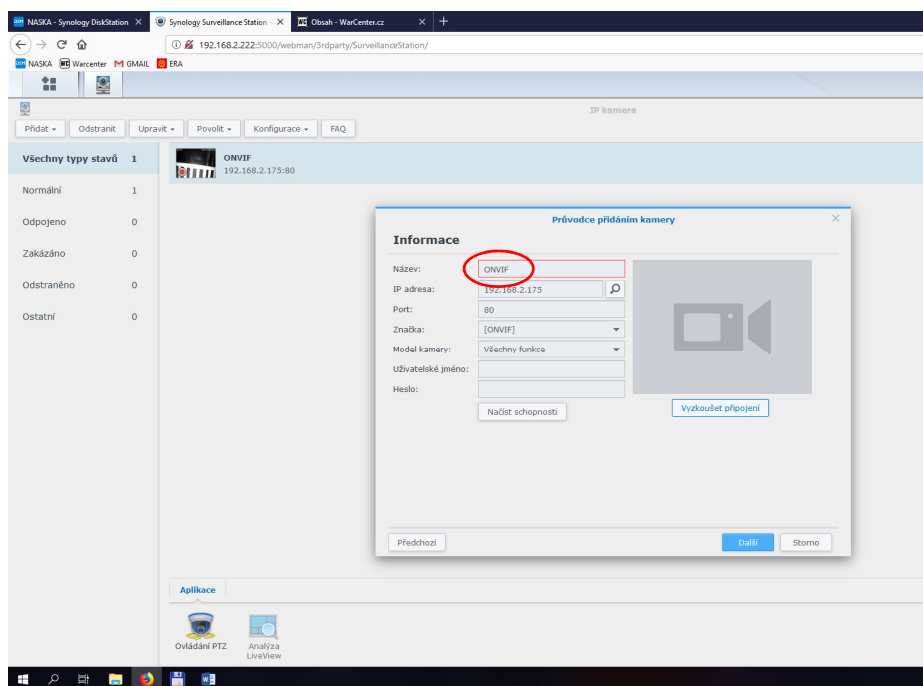 NASKA - Synology DiskStation
Synology Surveillance Station -
Obsah - WarCenter.cz
192.168.2.222:5000/webman/3rdparty/SurveillanceStation/
NASKA
Warcenter
GMAIL
ERA
IP kamera
Přidat
Odstranit
Upravit
Povolit
Konfigurace
FAQ
Všechny typy stavů 1
Normální 1
Odpojeno 0
Zakázáno 0
Odstraněno 0
Ostatní 0
ONVIF
192.168.2.175:80
Průvodce přidáním kamery
Informace
Název: ONVIF
IP adresa: 192.168.2.175
Port: 80
Značka: [ONVIF]
Model kamery: Všechny funkce
Uživatelské jméno:
Heslo:
Načíst schopnosti
Vyzkoušet připojení
Předchozí
Další
Storno
Aplikace
Ovládání PTZ
Analýza
LiveView